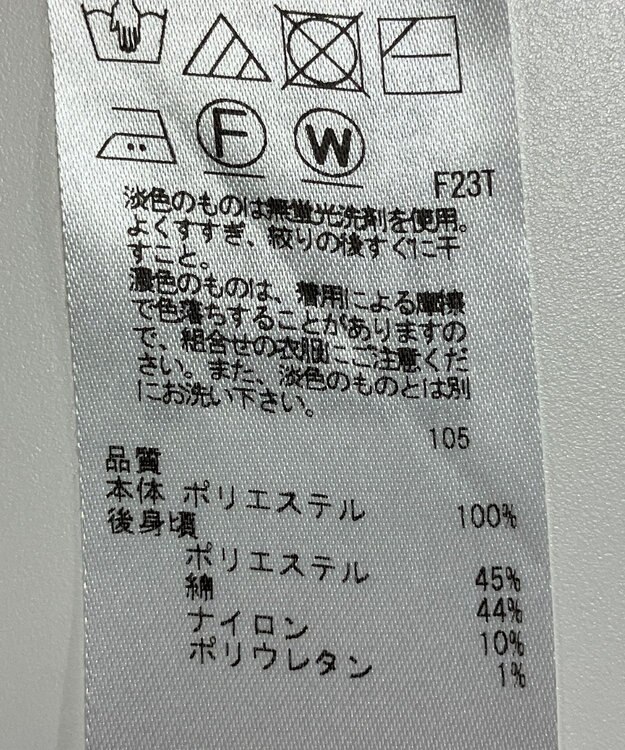 F W
F23T
淡色のものは無蛍光洗剤を使用。
よくすすぎ、絞りの後すぐに干
すこと。
濃色のものは、着用による摩擦
で色落ちすることがありますの
で、組合せの衣服にご注意くだ
さい。また、淡色のものとは別
にお洗い下さい。
105
品質
本体 ポリエステル 100%
後身頃
ポリエステル 45%
綿 44%
ナイロン 10%
ポリウレタン 1%